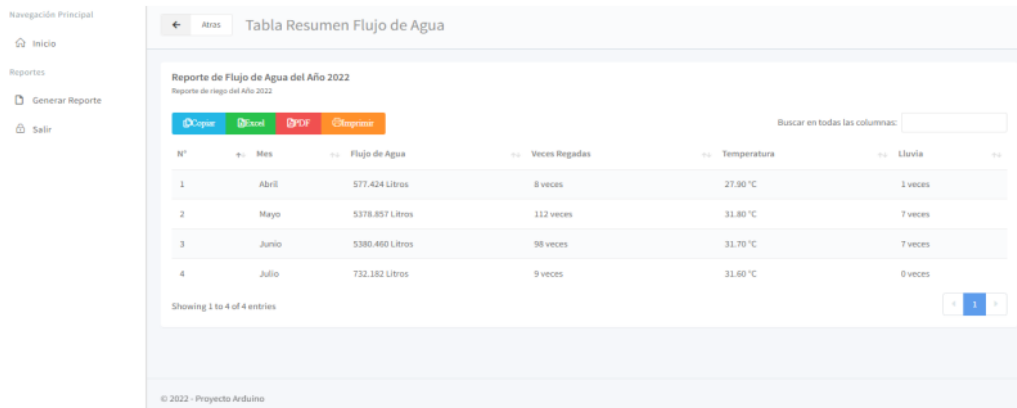 Navegación Principal
Inicio
Reportes
Generar Reporte
Salir
Atras Tabla Resumen Flujo de Agua
Reporte de Flujo de Agua del Año 2022
Reporte de riego del Año 2022
Copiar Excel PDF Imprimir
Buscar en todas las columnas:
N° Mes Flujo de Agua Veces Regadas Temperatura Lluvia
1 Abril 577.424 Litros 8 veces 27.90 °C 1 veces
2 Mayo 5378.857 Litros 112 veces 31.80 °C 7 veces
3 Junio 5380.460 Litros 98 veces 31.70 °C 7 veces
4 Julio 732.182 Litros 9 veces 31.60 °C 0 veces
Showing 1 to 4 of 4 entries
1
© 2022 - Proyecto Arduino